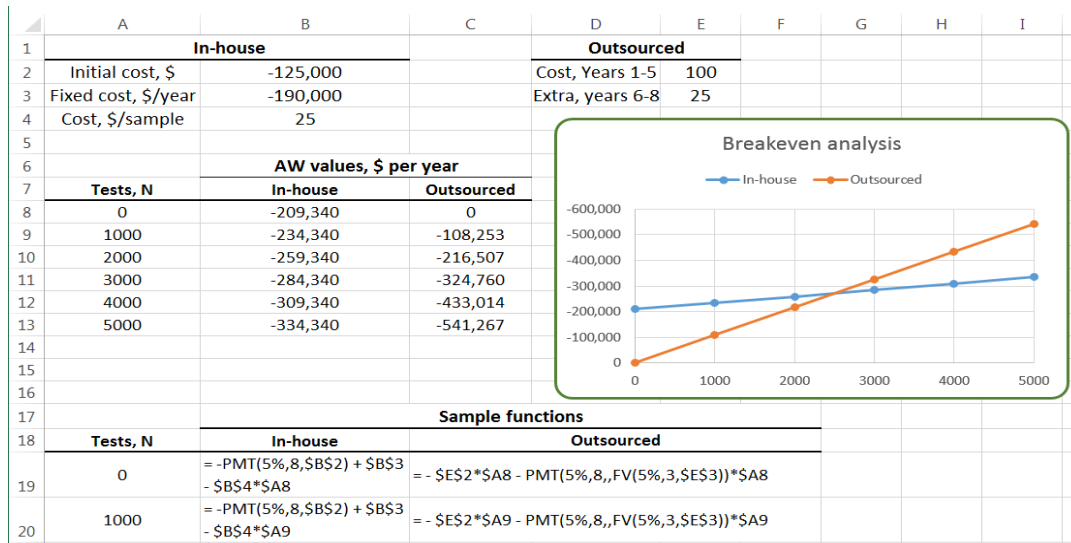 A B C D E F G H I
1 In-house Outsourced
2 Initial cost, $ -125,000 Cost, Years 1-5 100
3 Fixed cost, $/year -190,000 Extra, years 6-8 25
4 Cost, $/sample 25
5
6 AW values, $ per year
7 Tests, N In-house Outsourced
8 0 -209,340 0
9 1000 -234,340 -108,253
10 2000 -259,340 -216,507
11 3000 -284,340 -324,760
12 4000 -309,340 -433,014
13 5000 -334,340 -541,267
14
15
16
Breakeven analysis
In-house Outsourced
-600,000
-500,000
-400,000
-300,000
-200,000
-100,000
0
0 1000 2000 3000 4000 5000
17 Sample functions
18 Tests, N In-house Outsourced
= -PMT(5%,8,$B$2) + $B$3
0 = - $E$2*$A8 - PMT(5%,8,,FV(5%,3,$E$3))*$A8
19 - $B$4*$A8
= -PMT(5%,8,$B$2) + $B$3
1000 = - $E$2*$A9 - PMT(5%,8,,FV(5%,3,$E$3))*$A9
20 - $B$4*$A9